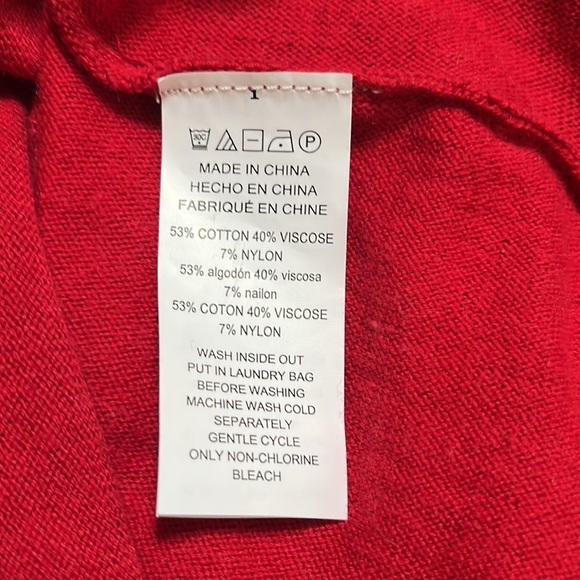 1
30C P
MADE IN CHINA
HECHO EN CHINA
FABRIQUÉ EN CHINE
53% COTTON 40% VISCOSE
7% NYLON
53% algodón 40% viscosa
7% nailon
53% COTON 40% VISCOSE
7% NYLON
WASH INSIDE OUT
PUT IN LAUNDRY BAG
BEFORE WASHING
MACHINE WASH COLD
SEPARATELY
GENTLE CYCLE
ONLY NON-CHLORINE
BLEACH